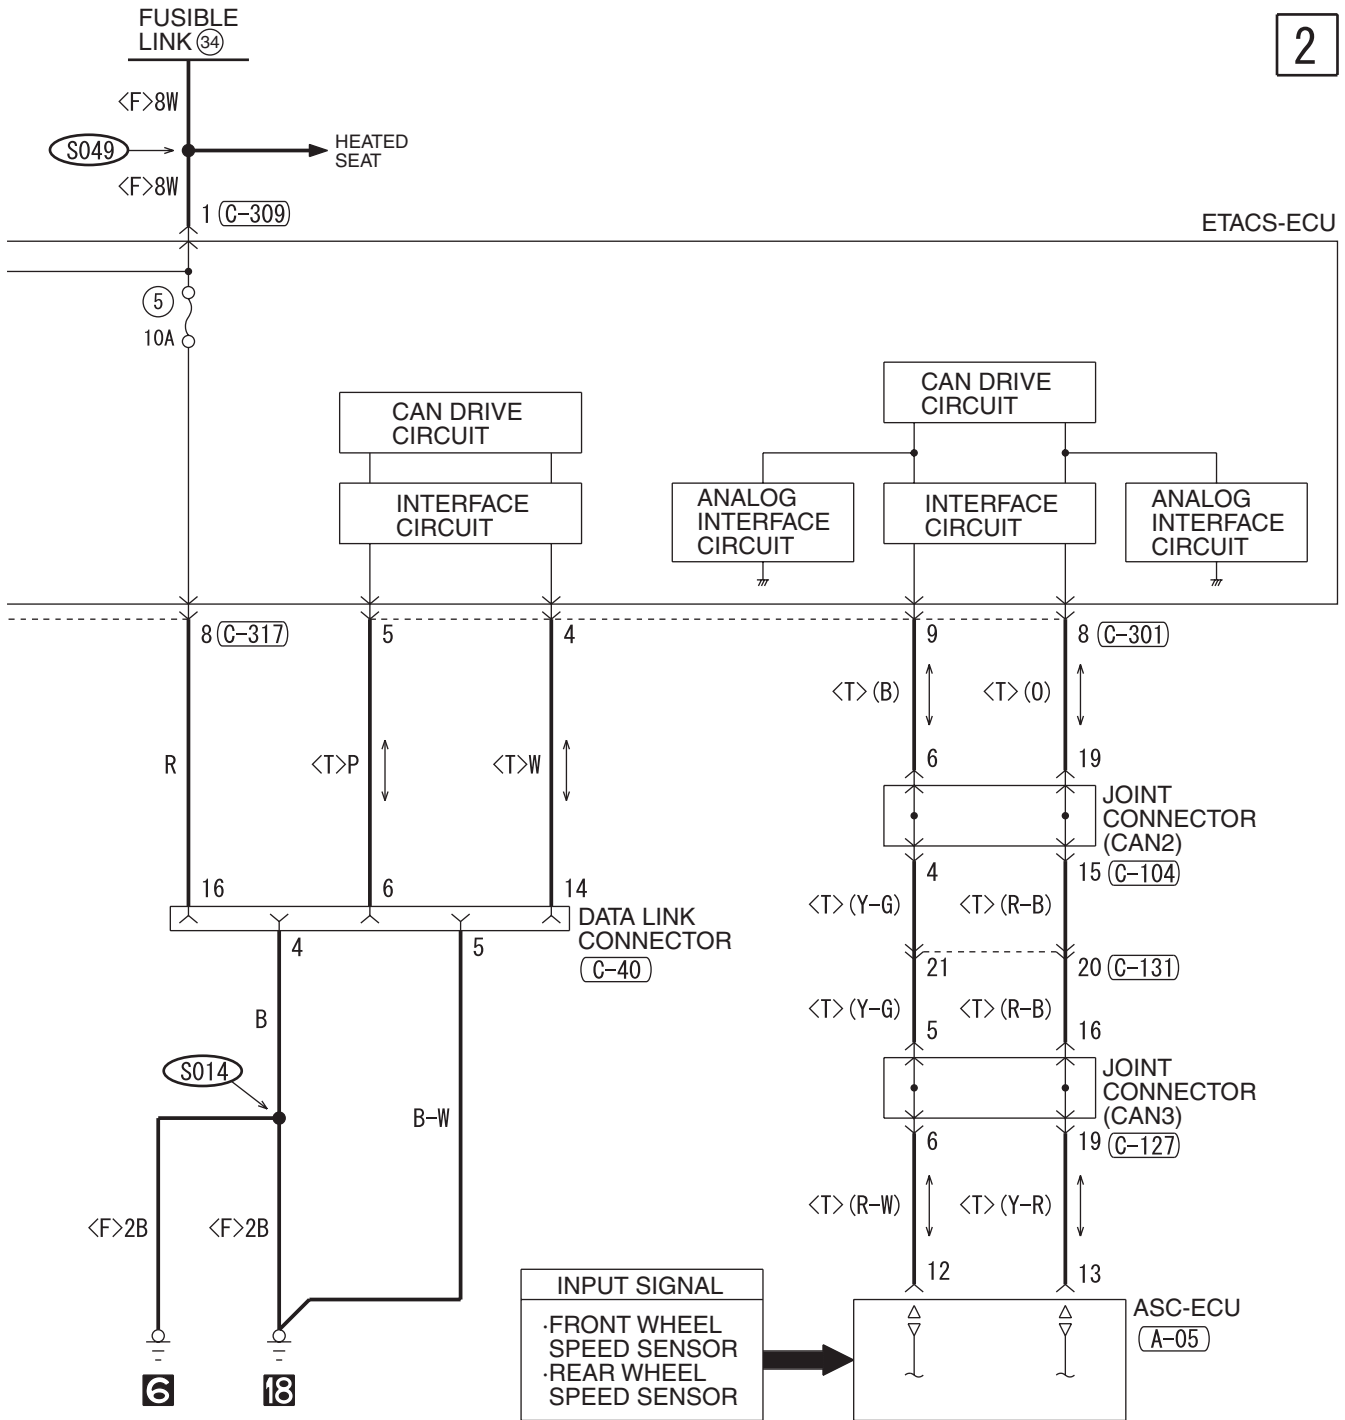 FUSIBLE
LINK 34
2
<F>8W
S049
HEATED
SEAT
<F>8W
1 C-309
ETACS-ECU
5
10A
CAN DRIVE
CIRCUIT
CAN DRIVE
CIRCUIT
INTERFACE
CIRCUIT
ANALOG
INTERFACE
CIRCUIT
INTERFACE
CIRCUIT
ANALOG
INTERFACE
CIRCUIT
8 C-317
5
4
9
8 C-301
<T>(B)
<T>(O)
R
<T>P
<T>W
6
19
JOINT
CONNECTOR
(CAN2)
4
15 C-104
16
6
14
<T>(Y-G)
<T>(R-B)
DATA LINK
CONNECTOR
C-40
4
5
21
20 C-131
<T>(Y-G)
<T>(R-B)
B
5
16
S014
JOINT
CONNECTOR
(CAN3)
B-W
6
19 C-127
<F>2B
<F>2B
<T>(R-W)
<T>(Y-R)
12
13
INPUT SIGNAL
·FRONT WHEEL
SPEED SENSOR
·REAR WHEEL
SPEED SENSOR
ASC-ECU
A-05
6
18